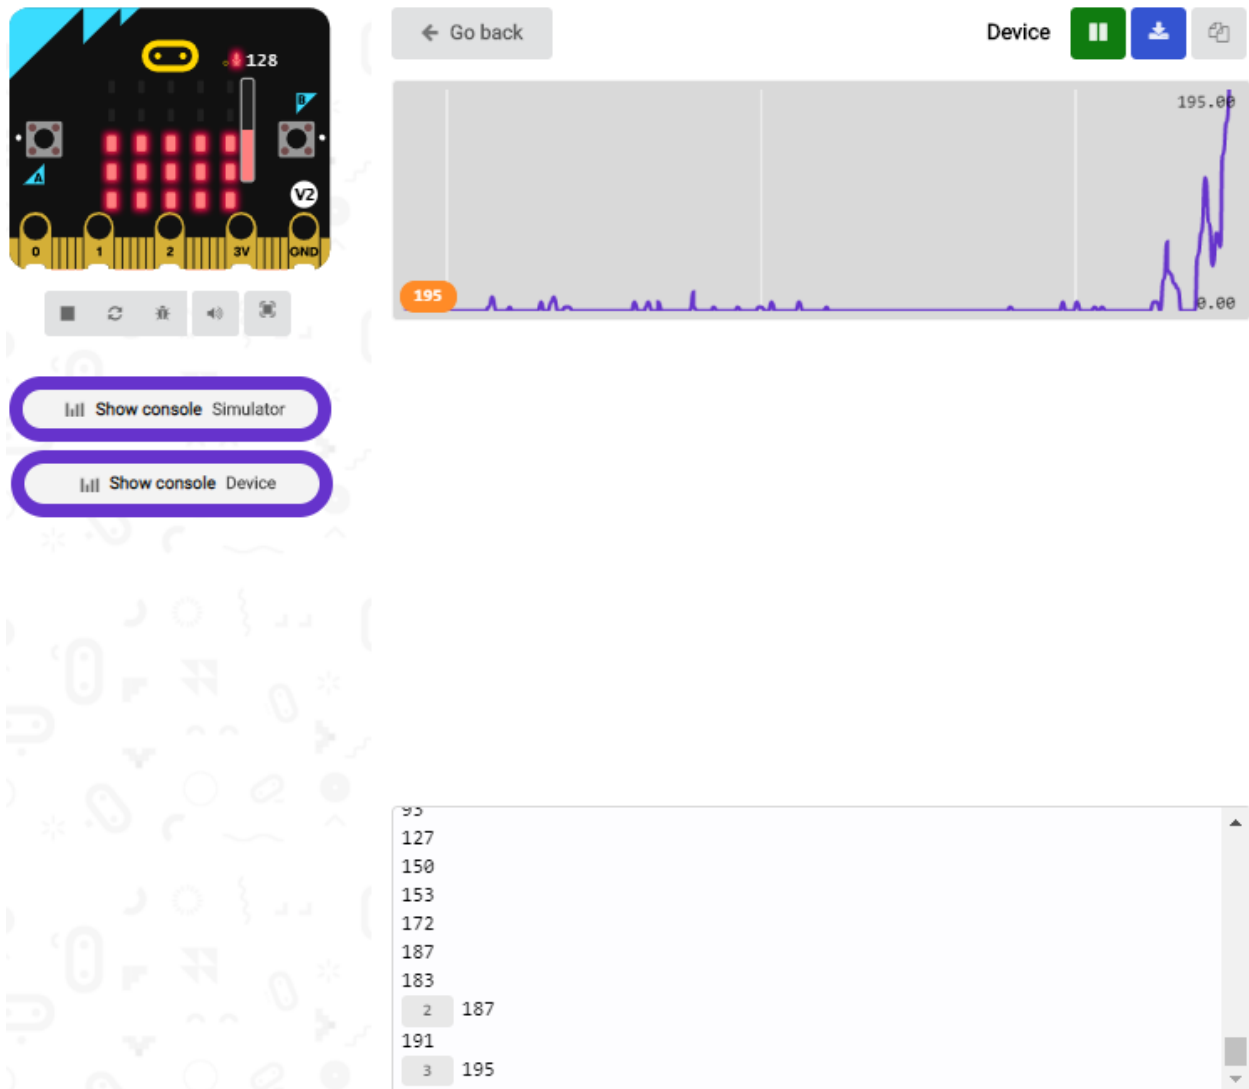 128
B
A
V2
0 1 2 3V GND
Show console Simulator
Show console Device
Go back
Device
195.00
195
0.00
93
127
150
153
172
187
183
2 187
191
3 195